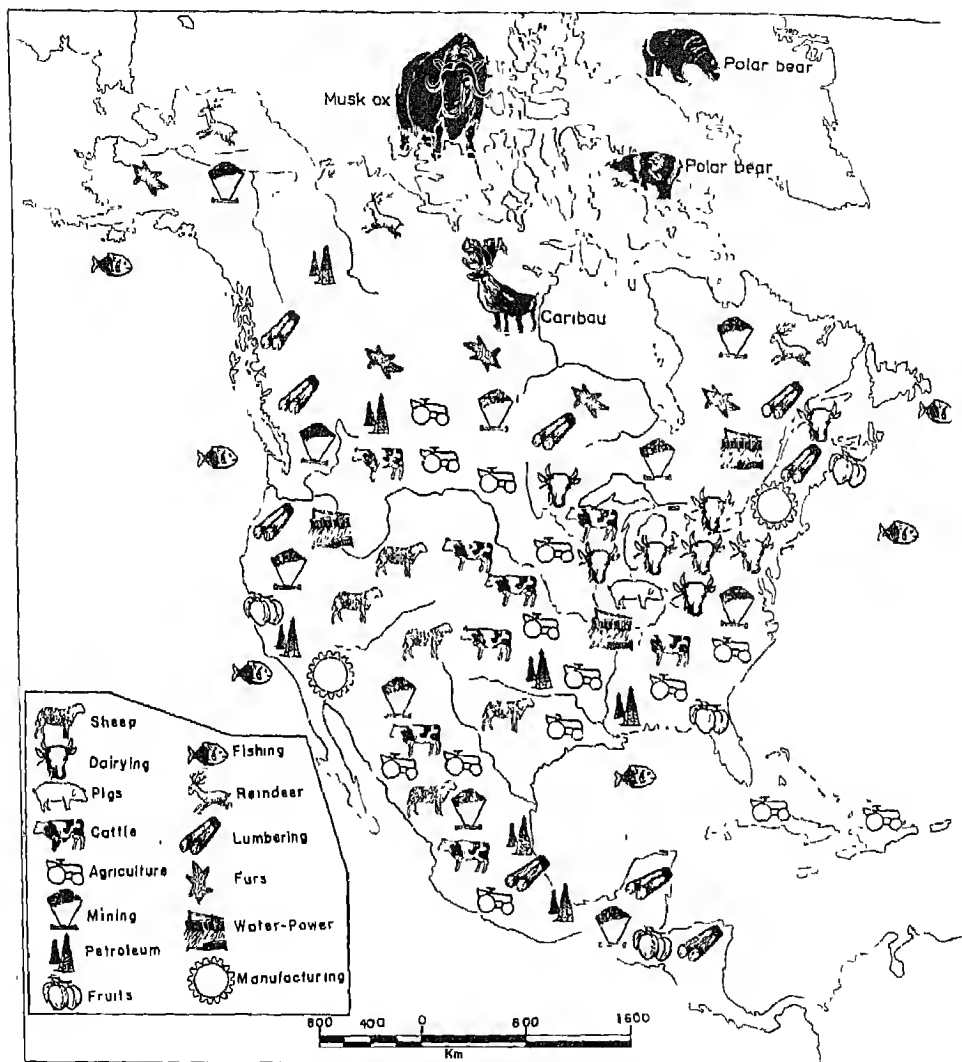 Polar bear
Musk ox
Polar bear
Caribau
Sheep
Dairying
Pigs
Cattle
Agriculture
Mining
Petroleum
Fruits
Fishing
Reindeer
Lumbering
Furs
Water-Power
Manufacturing
800 400 0 800 1600
Km